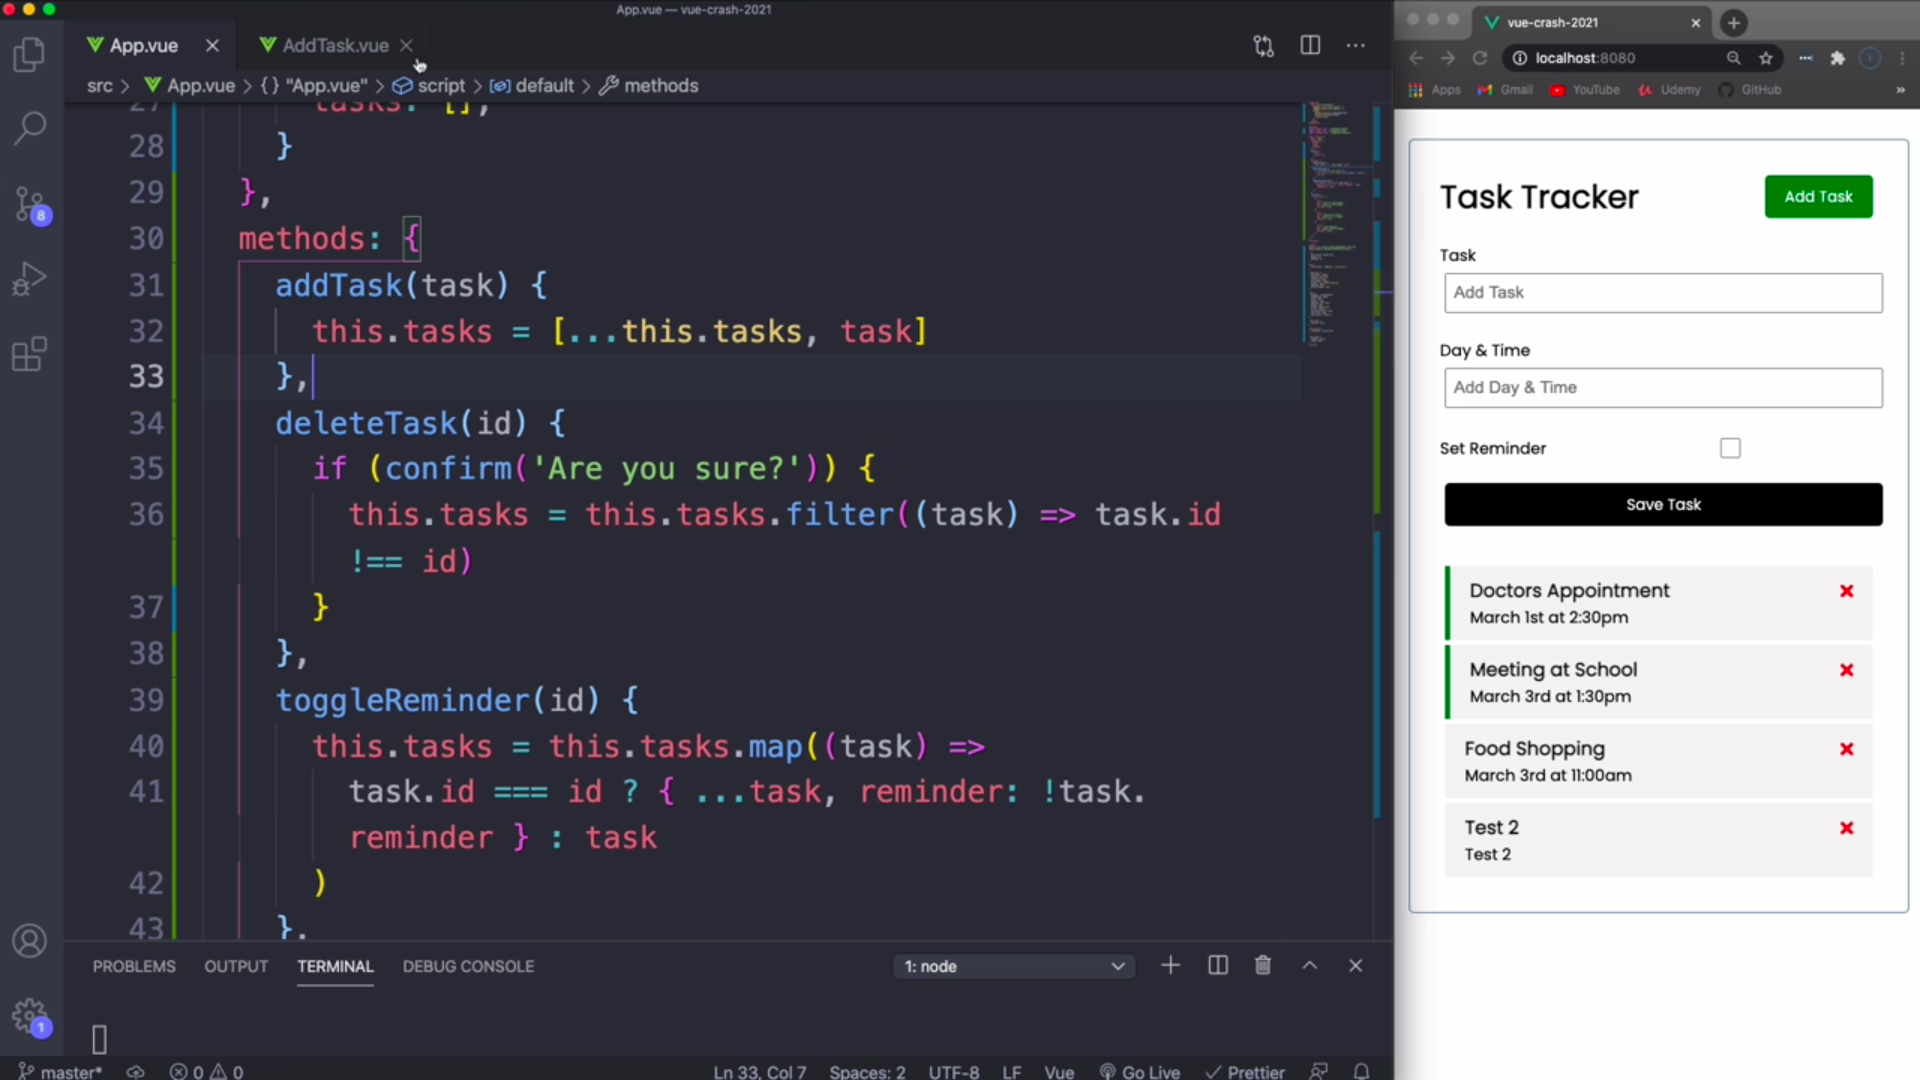 App.vue — vue-crash-2021
App.vue
AddTask.vue
src > App.vue > {} "App.vue" > script > default > methods
27 tasks: [],
28 }
29 },
30 methods: {
31 addTask(task) {
32 this.tasks = [...this.tasks, task]
33 },
34 deleteTask(id) {
35 if (confirm('Are you sure?')) {
36 this.tasks = this.tasks.filter((task) => task.id
!== id)
37 }
38 },
39 toggleReminder(id) {
40 this.tasks = this.tasks.map((task) =>
41 task.id === id ? { ...task, reminder: !task.
reminder } : task
42 )
43 },
PROBLEMS OUTPUT TERMINAL DEBUG CONSOLE
1: node
8
1
master* 0 0 Ln 33, Col 7 Spaces: 2 UTF-8 LF Vue Go Live Prettier
vue-crash-2021
localhost:8080
Apps Gmail YouTube Udemy GitHub »
Task Tracker
Add Task
Task
Add Task
Day & Time
Add Day & Time
Set Reminder
Save Task
Doctors Appointment
March 1st at 2:30pm
Meeting at School
March 3rd at 1:30pm
Food Shopping
March 3rd at 11:00am
Test 2
Test 2